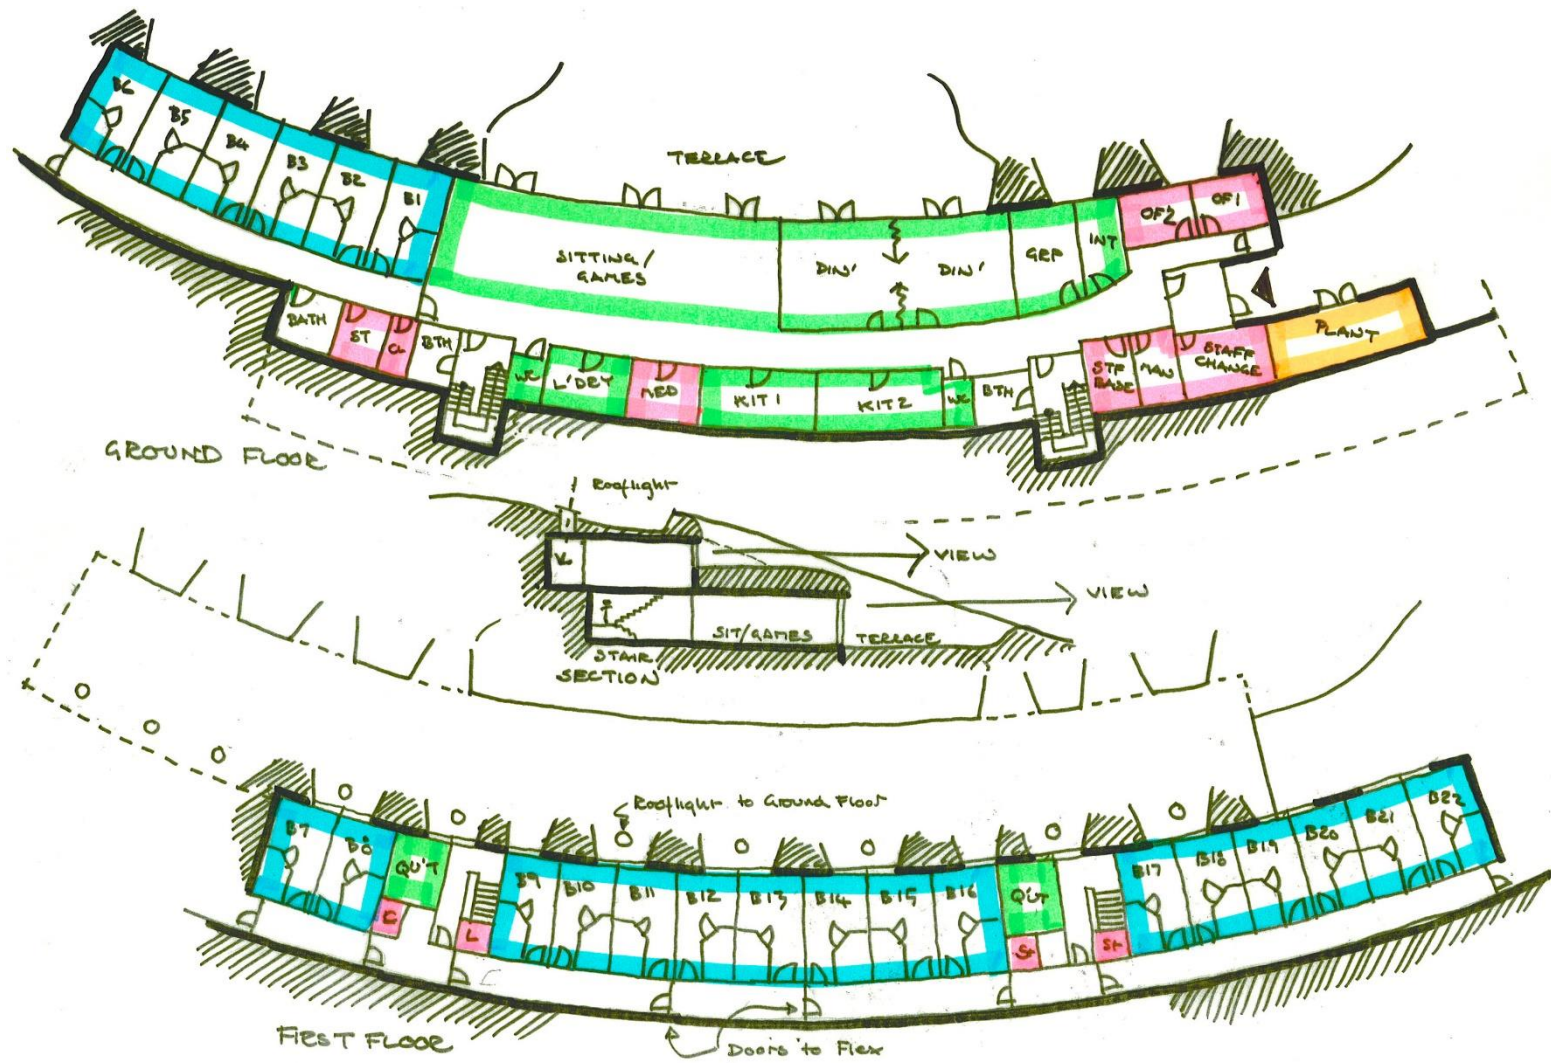 B6
B5
B4
B3
B2
B1
TERRACE
SITTING/
GAMES
DIN'
DIN'
GRP
INT
OF2
OF1
BATH
ST
CL
BTH
WC
L'DRY
MED
KIT 1
KIT 2
WC
BTH
STF
BASE
MAN
STAFF
CHANGE
PLANT
GROUND FLOOR
Rooflight
VIEW
VIEW
SIT/GAMES
TERRACE
STAIR
SECTION
Rooflight to Ground Floor
B7
B8
QU'T
C
L
B9
B10
B11
B12
B13
B14
B15
B16
QU'T
St
St
B17
B18
B19
B20
B21
B22
FIRST FLOOR
Doors to Flex